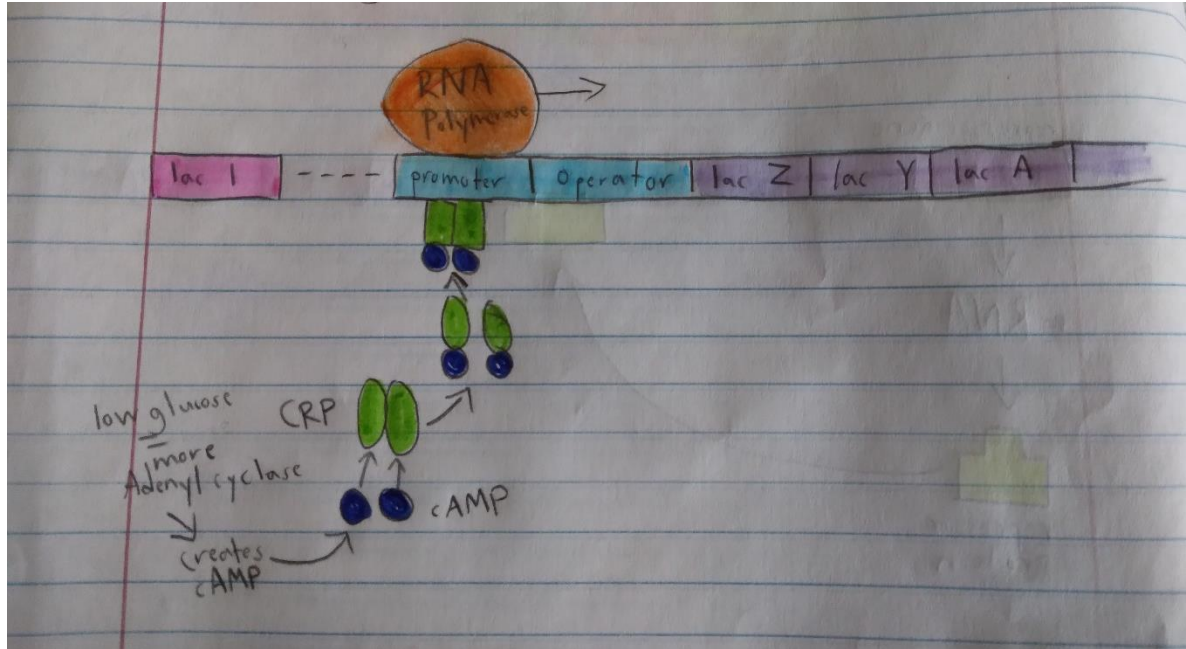 RNA
Polymerase
lac I
promoter
operator
lac Z
lac Y
lac A
low glucose
=
more
Adenyl cyclase
creates
cAMP
CRP
cAMP